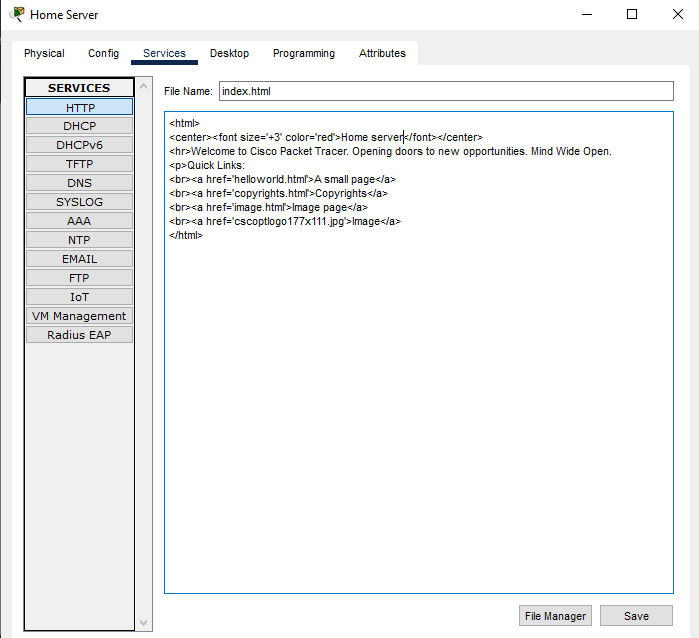 Home Server
Physical Config Services Desktop Programming Attributes
SERVICES
HTTP
DHCP
DHCPv6
TFTP
DNS
SYSLOG
AAA
NTP
EMAIL
FTP
IoT
VM Management
Radius EAP
File Name: index.html
<html>
<center><font size='+3' color='red'>Home server</font></center>
<hr>Welcome to Cisco Packet Tracer. Opening doors to new opportunities. Mind Wide Open.
<p>Quick Links:
<br><a href='helloworld.html'>A small page</a>
<br><a href='copyrights.html'>Copyrights</a>
<br><a href='image.html'>Image page</a>
<br><a href='cscoptlogo177x111.jpg'>Image</a>
</html>
File Manager Save